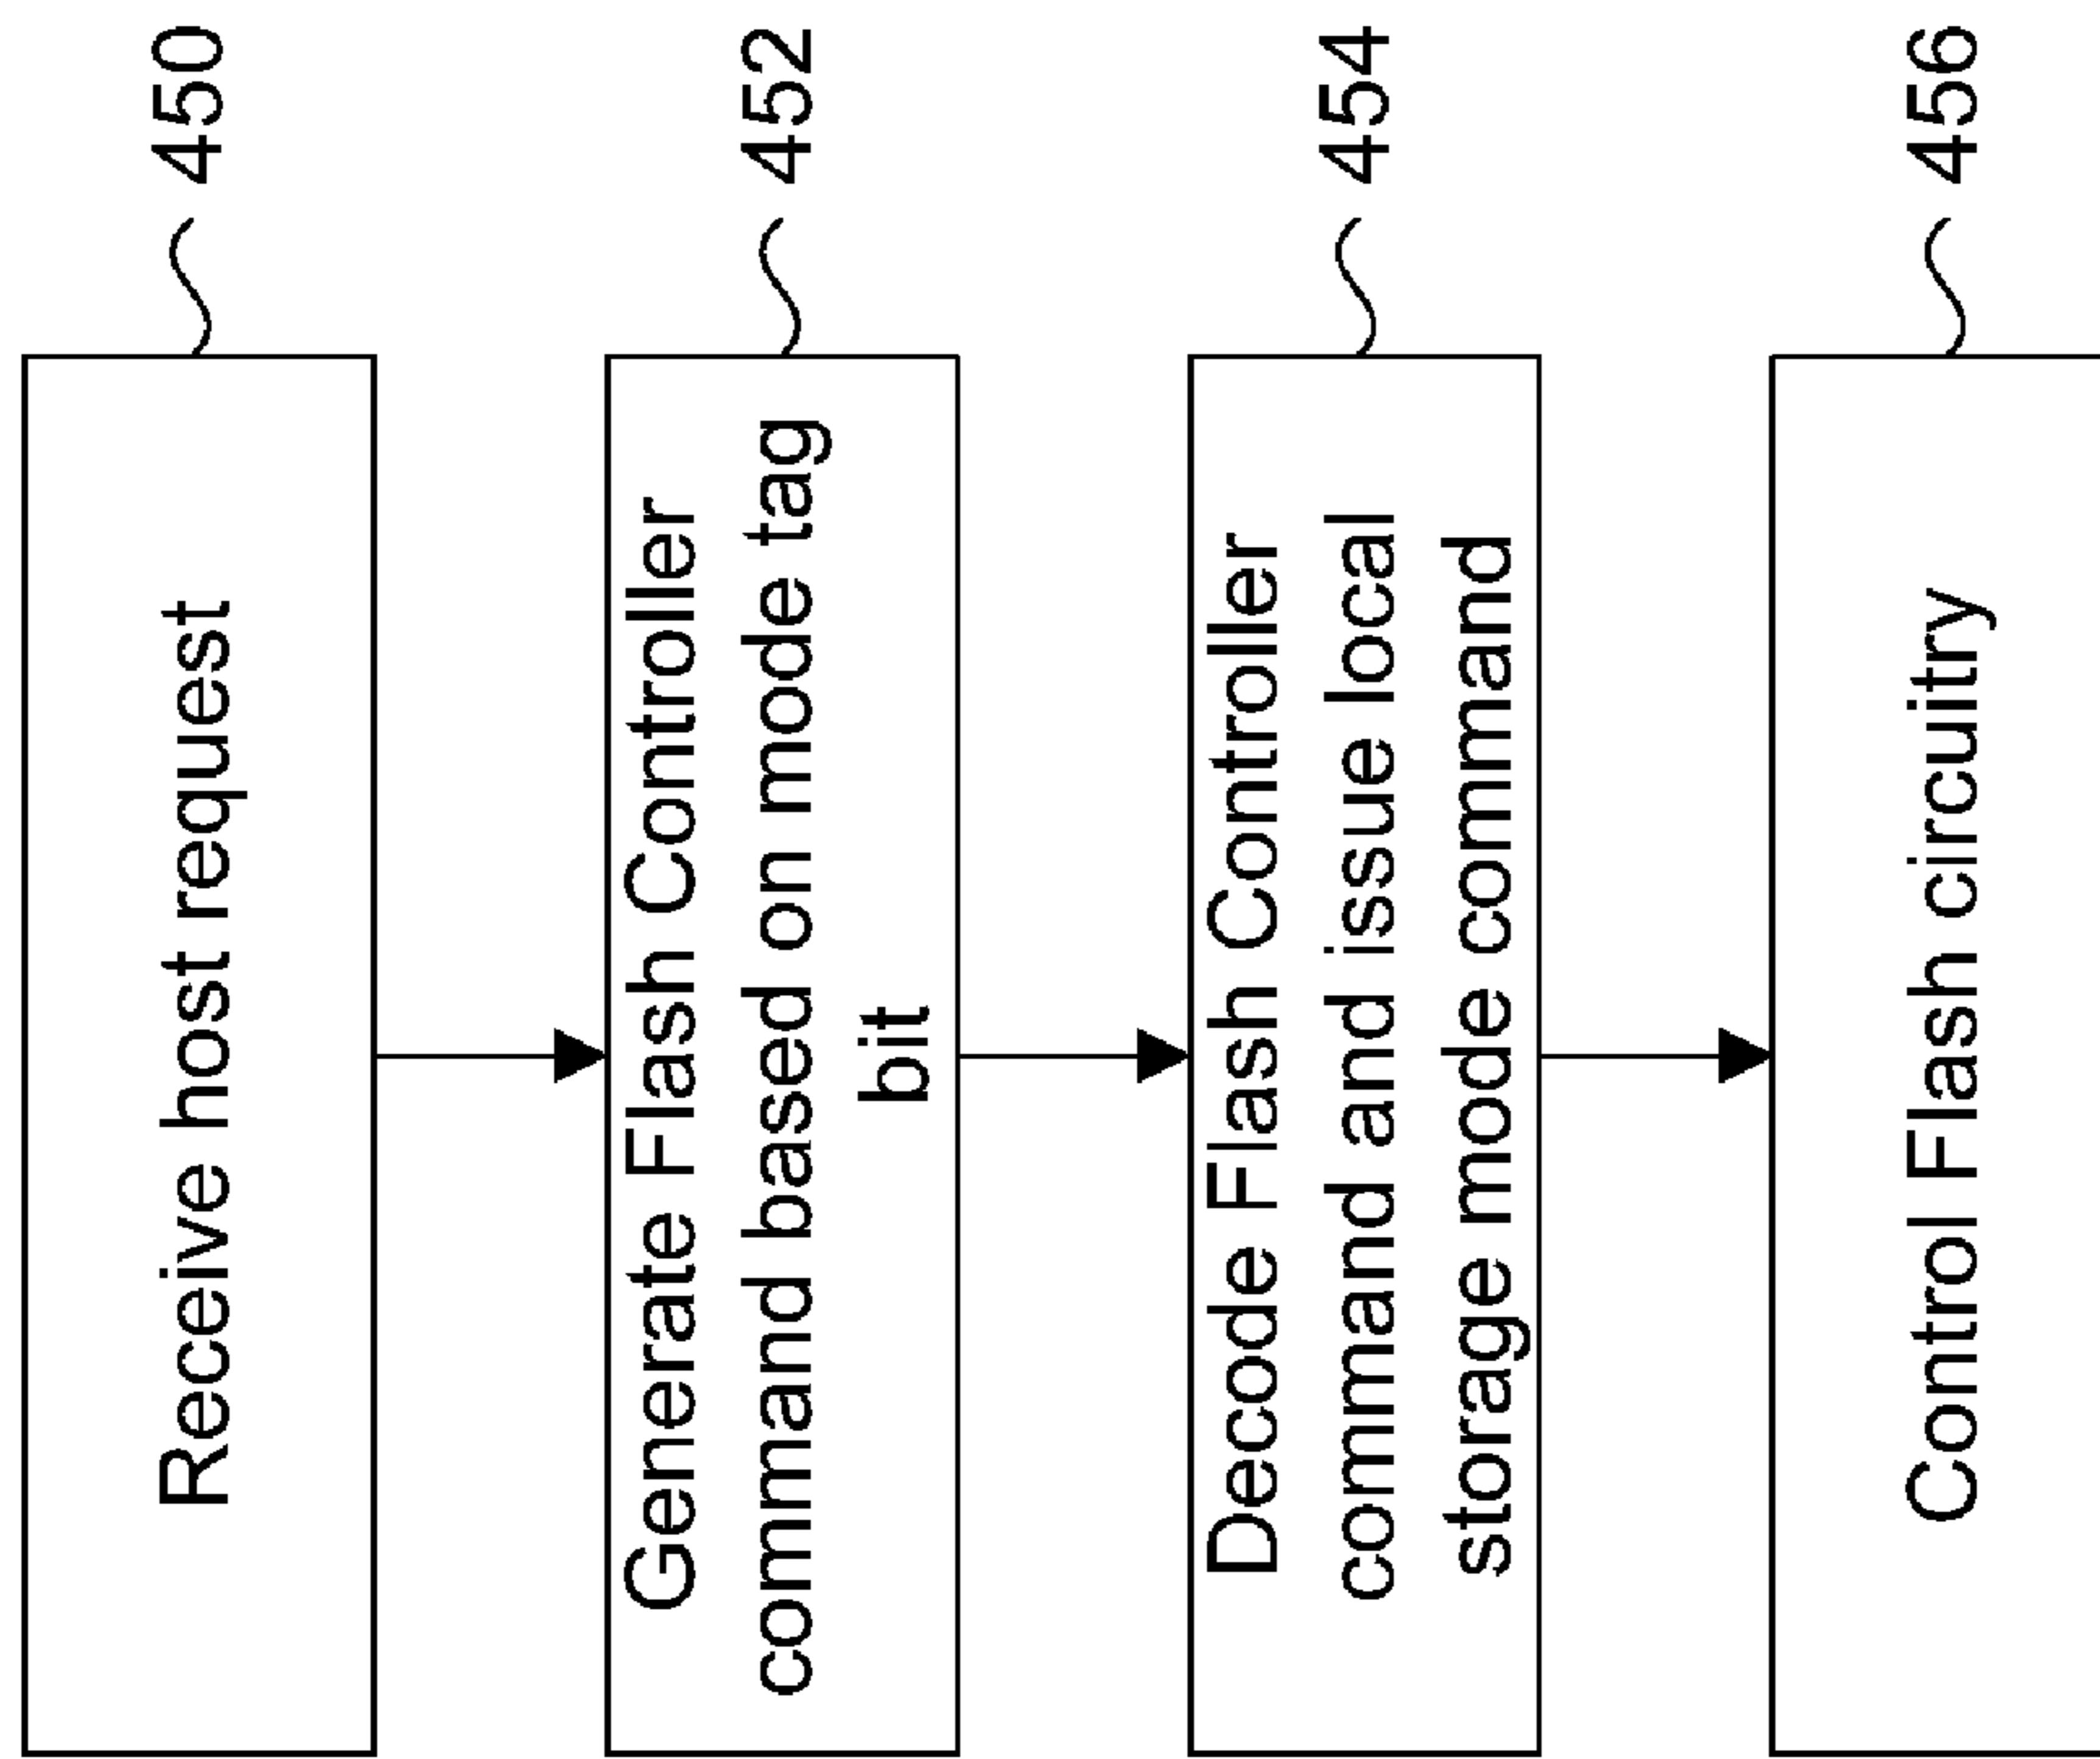 Receive host request
450
Generate Flash Controller
command based on mode tag
bit
452
Decode Flash Controller
command and issue local
storage mode command
454
Control Flash circuitry
456